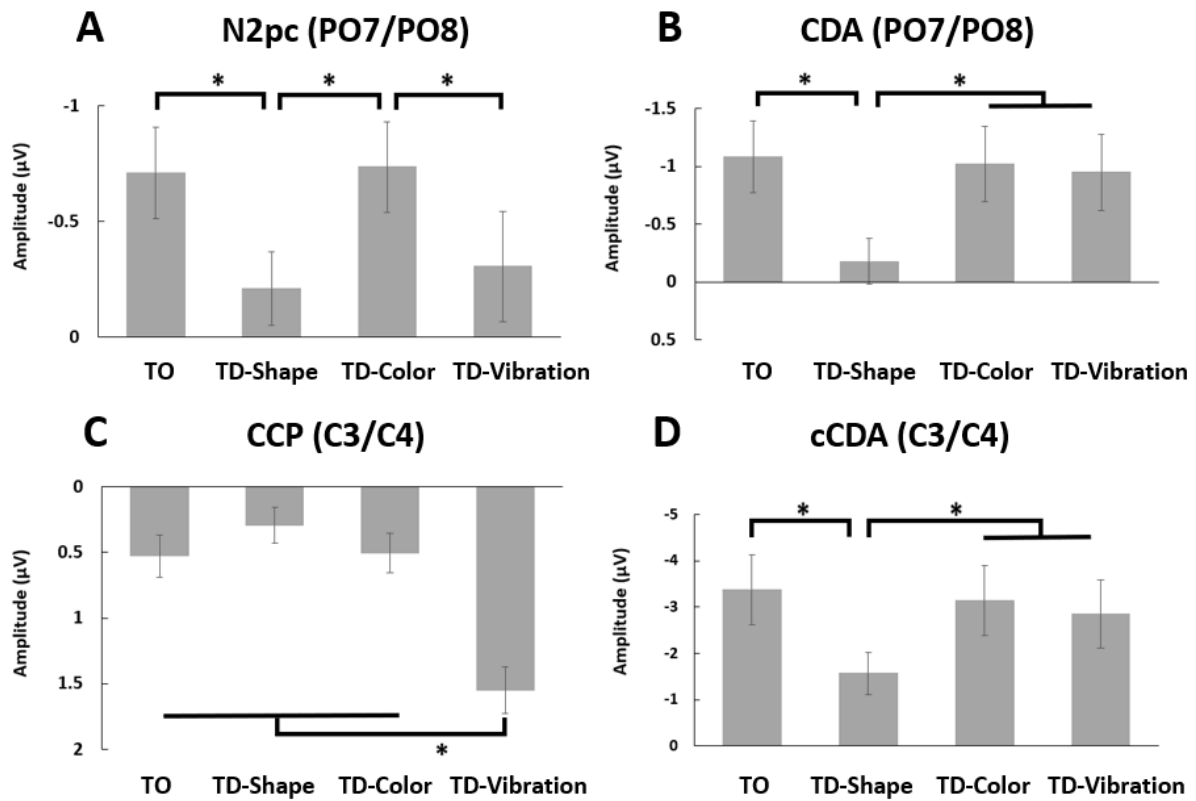 A
N2pc (PO7/PO8)
* * *
Amplitude (µV)
-1
-0.5
0
TO TD-Shape TD-Color TD-Vibration
B
CDA (PO7/PO8)
* *
Amplitude (µV)
-1.5
-1
-0.5
0
0.5
TO TD-Shape TD-Color TD-Vibration
C
CCP (C3/C4)
Amplitude (µV)
0
0.5
1
1.5
2
*
TO TD-Shape TD-Color TD-Vibration
D
cCDA (C3/C4)
* *
Amplitude (µV)
-5
-4
-3
-2
-1
0
TO TD-Shape TD-Color TD-Vibration